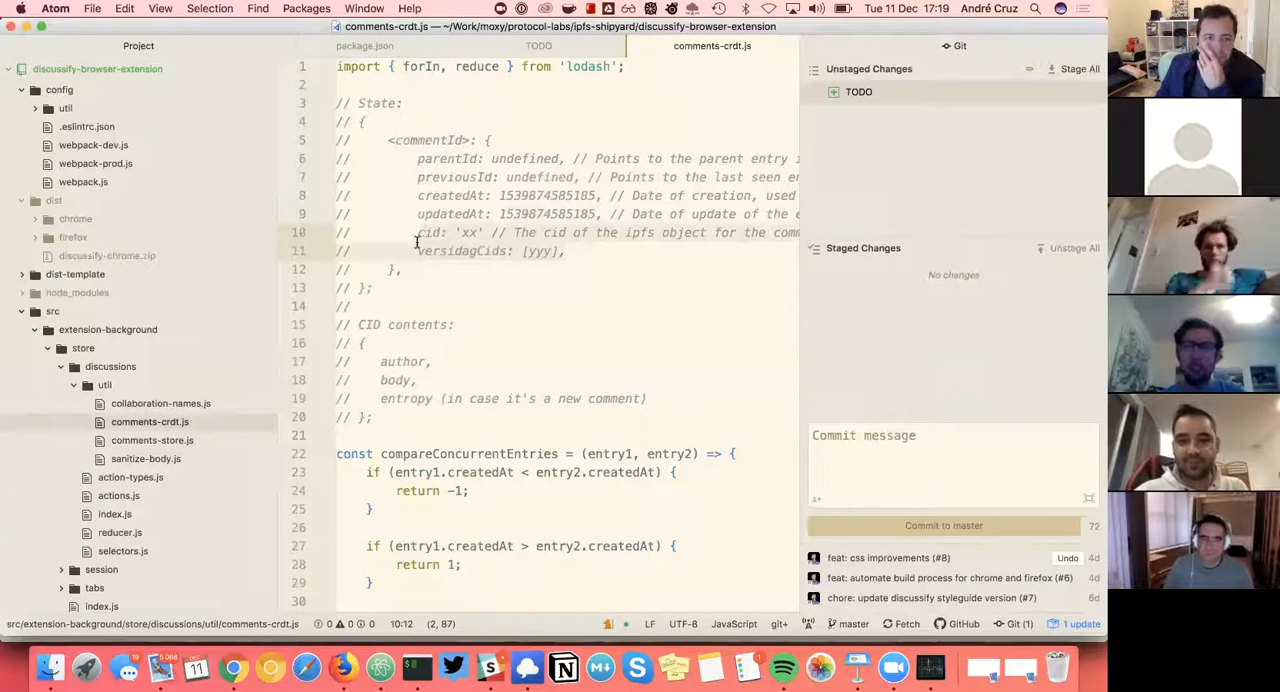 Atom File Edit View Selection Find Packages Window Help Tue 11 Dec 17:19 André Cruz
comments-crdt.js — ~/Work/moxy/protocol-labs/ipfs-shipyard/discussify-browser-extension
Project
discussify-browser-extension
config
util
.eslintrc.json
webpack-dev.js
webpack-prod.js
webpack.js
dist
chrome
firefox
discussify-chrome.zip
dist-template
node_modules
src
extension-background
store
discussions
util
collaboration-names.js
comments-crdt.js
comments-store.js
sanitize-body.js
action-types.js
actions.js
index.js
reducer.js
selectors.js
session
tabs
index.js
package.json TODO comments-crdt.js
1 import { forIn, reduce } from 'lodash';
2
3 // State:
4 // {
5 // <commentId>: {
6 // parentId: undefined, // Points to the parent entry i
7 // previousId: undefined, // Points to the last seen en
8 // createdAt: 1539874585185, // Date of creation, used
9 // updatedAt: 1539874585185, // Date of update of the e
10 // cid: 'xx' // The cid of the ipfs object for the com
11 // versidagCids: [yyy],
12 // },
13 // };
14 //
15 // CID contents:
16 // {
17 // author,
18 // body,
19 // entropy (in case it's a new comment)
20 // };
21
22 const compareConcurrentEntries = (entry1, entry2) => {
23 if (entry1.createdAt < entry2.createdAt) {
24 return -1;
25 }
26
27 if (entry1.createdAt > entry2.createdAt) {
28 return 1;
29 }
30
Git
Unstaged Changes Stage All
TODO
Staged Changes Unstage All
No changes
Commit message
Commit to master 72
feat: css improvements (#8) Undo 4d
feat: automate build process for chrome and firefox (#6) 4d
chore: update discussify styleguide version (#7) 6d
src/extension-background/store/discussions/util/comments-crdt.js 0 0 0 10:12 (2, 87) LF UTF-8 JavaScript git+ master Fetch GitHub Git (1) 1 update